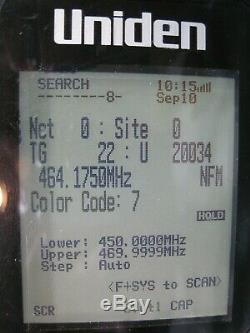 Uniden
SEARCH 10:15
--------8- Sep10
Net 0 : Site 0
TG 22 : U 20034
464.1750MHz NFM
Color Code: 7
HOLD
Lower: 450.0000MHz
Upper: 469.9999MHz
Step : Auto
<F+SYS to SCAN>
SCR CAP